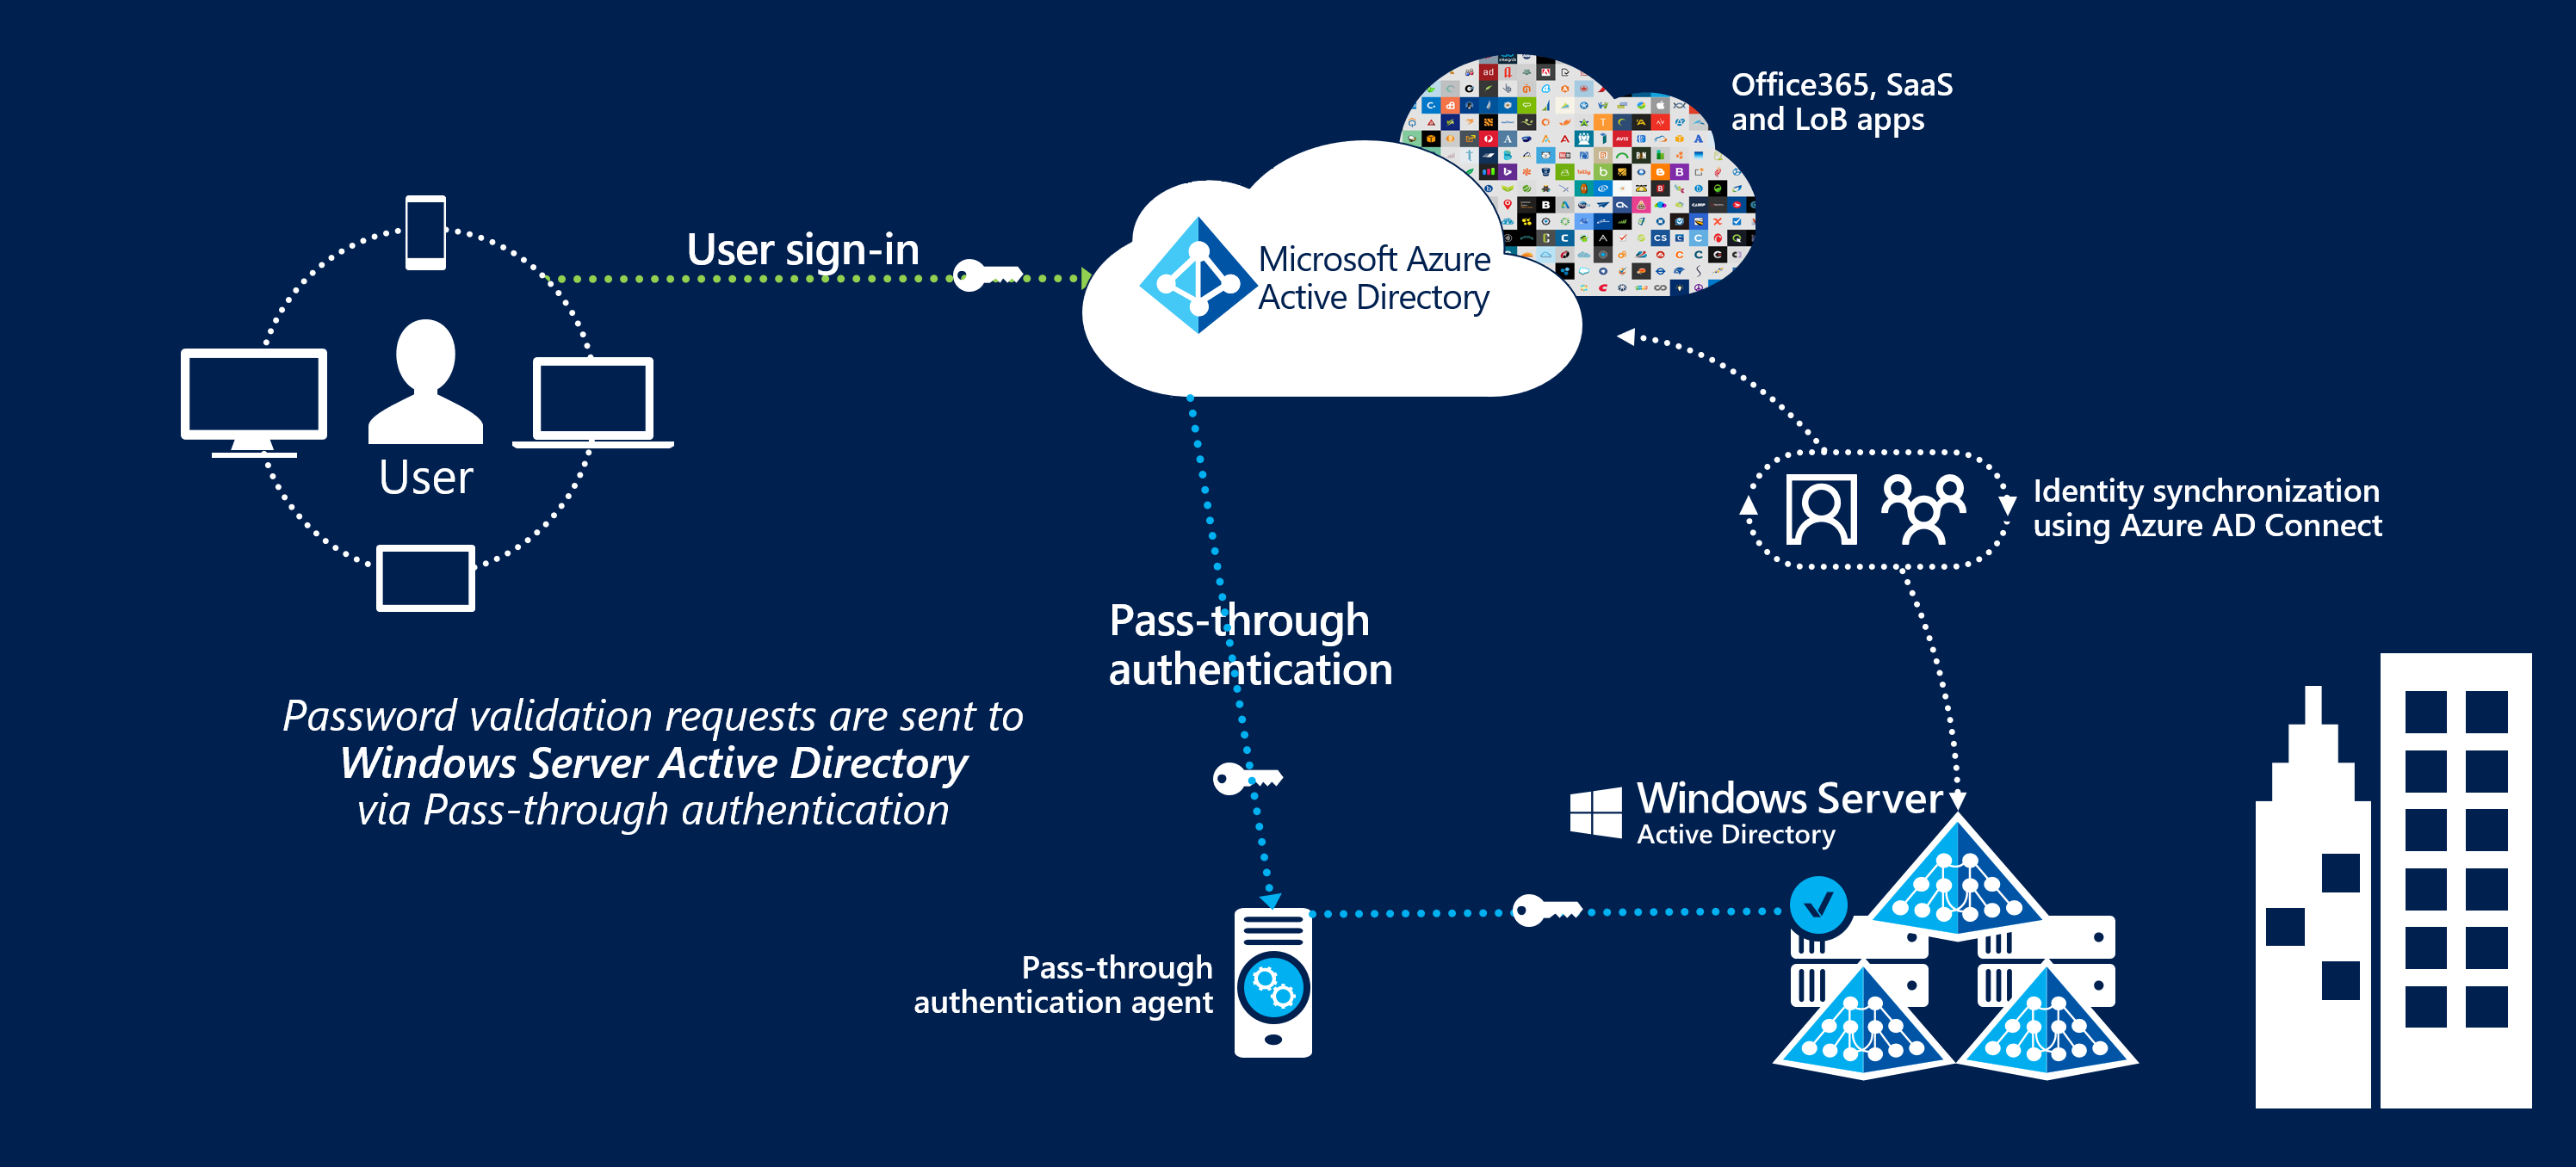 Office365, SaaS
and LoB apps
User sign-in
Microsoft Azure
Active Directory
User
Identity synchronization
using Azure AD Connect
Pass-through
authentication
Password validation requests are sent to
Windows Server Active Directory
via Pass-through authentication
Windows Server
Active Directory
Pass-through
authentication agent